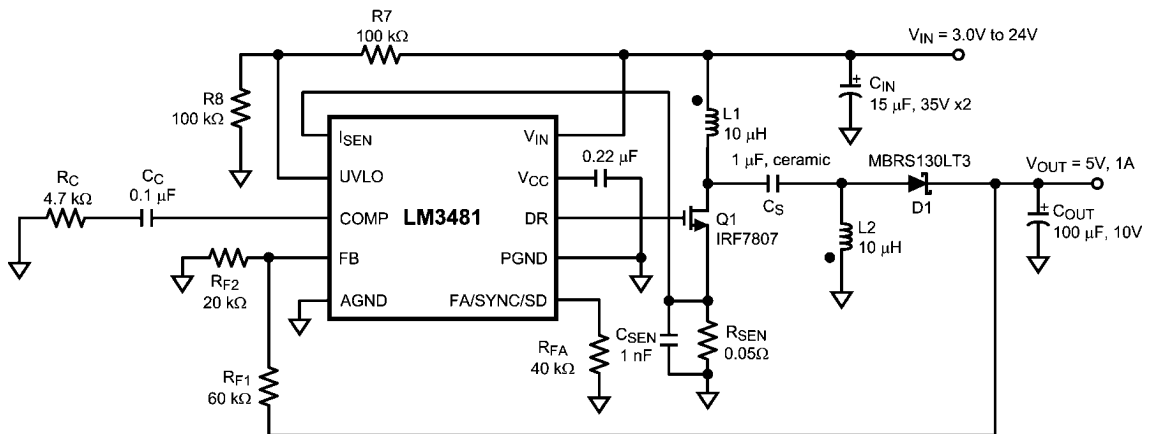 R7
100 kΩ
V_IN = 3.0V to 24V
R8
100 kΩ
C_IN
15 μF, 35V x2
L1
10 μH
I_SEN
V_IN
0.22 μF
1 μF, ceramic
MBRS130LT3
V_OUT = 5V, 1A
R_C
4.7 kΩ
C_C
0.1 μF
UVLO
V_CC
C_S
D1
COMP
LM3481
DR
Q1
IRF7807
L2
10 μH
C_OUT
100 μF, 10V
FB
PGND
R_F2
20 kΩ
AGND
FA/SYNC/SD
C_SEN
1 nF
R_SEN
0.05Ω
R_FA
40 kΩ
R_F1
60 kΩ